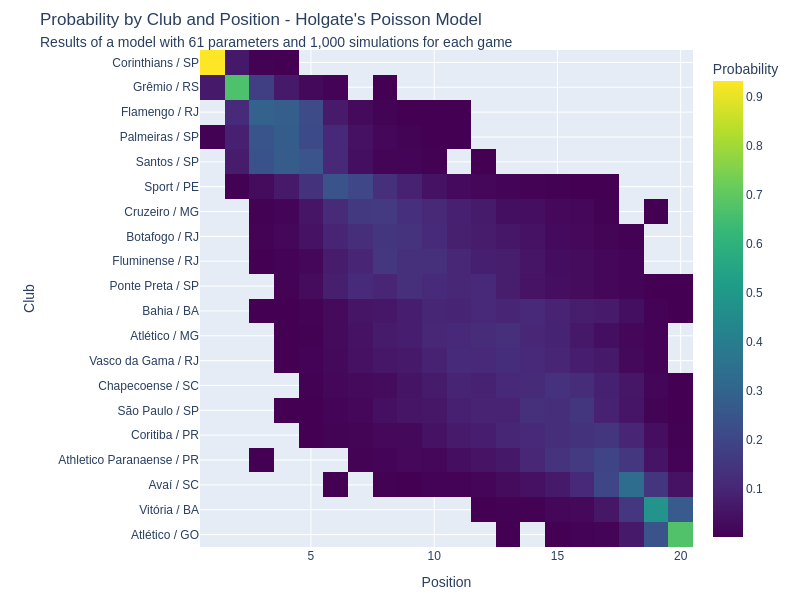 Probability by Club and Position - Holgate's Poisson Model
Results of a model with 61 parameters and 1,000 simulations for each game
Probability
Club
Corinthians / SP
Grêmio / RS
Flamengo / RJ
Palmeiras / SP
Santos / SP
Sport / PE
Cruzeiro / MG
Botafogo / RJ
Fluminense / RJ
Ponte Preta / SP
Bahia / BA
Atlético / MG
Vasco da Gama / RJ
Chapecoense / SC
São Paulo / SP
Coritiba / PR
Athletico Paranaense / PR
Avaí / SC
Vitória / BA
Atlético / GO
5
10
15
20
Position
0.9
0.8
0.7
0.6
0.5
0.4
0.3
0.2
0.1